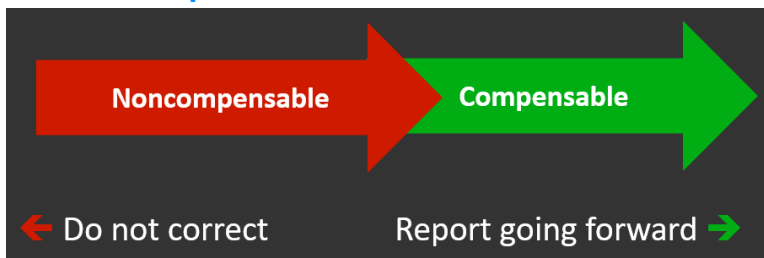 Noncompensable
Compensable
Do not correct
Report going forward